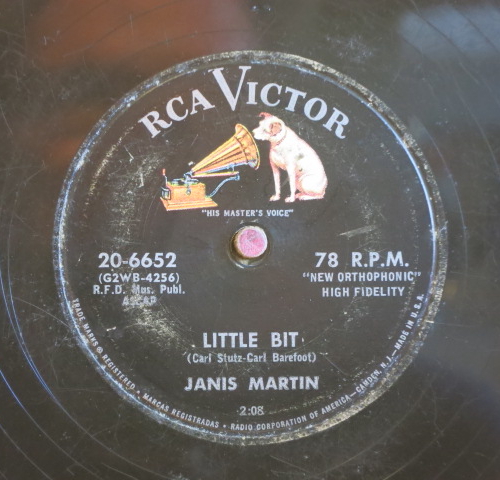 RCA VICTOR
"HIS MASTER'S VOICE"
20-6652
(G2WB-4256)
R.F.D. Mus. Publ.
ASCAP
78 R.P.M.
"NEW ORTHOPHONIC"
HIGH FIDELITY
LITTLE BIT
(Carl Stutz-Carl Barefoot)
JANIS MARTIN
2:08
TRADE MARKS ® REGISTERED • MARCAS REGISTRADAS • RADIO CORPORATION OF AMERICA—CAMDEN, N.J.—MADE IN U.S.A.